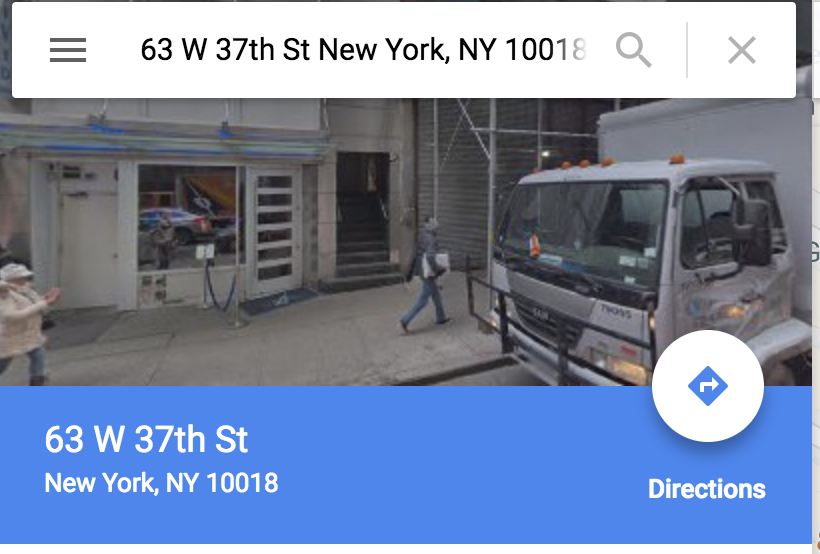 63 W 37th St New York, NY 10018
63 W 37th St
New York, NY 10018
Directions